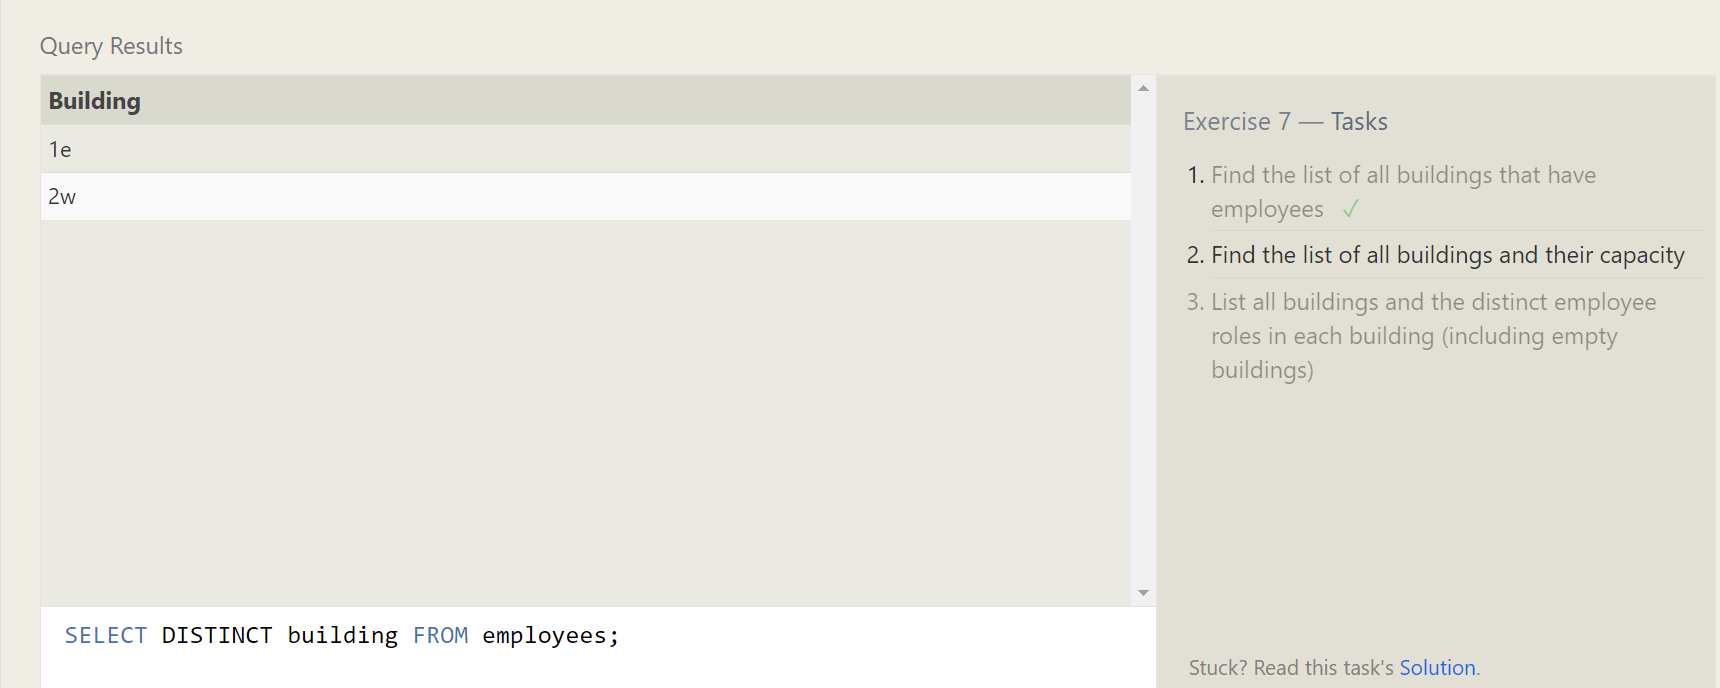 Query Results
Building
1e
2w
SELECT DISTINCT building FROM employees;
Exercise 7 — Tasks
1. Find the list of all buildings that have
employees ✓
2. Find the list of all buildings and their capacity
3. List all buildings and the distinct employee
roles in each building (including empty
buildings)
Stuck? Read this task's Solution.